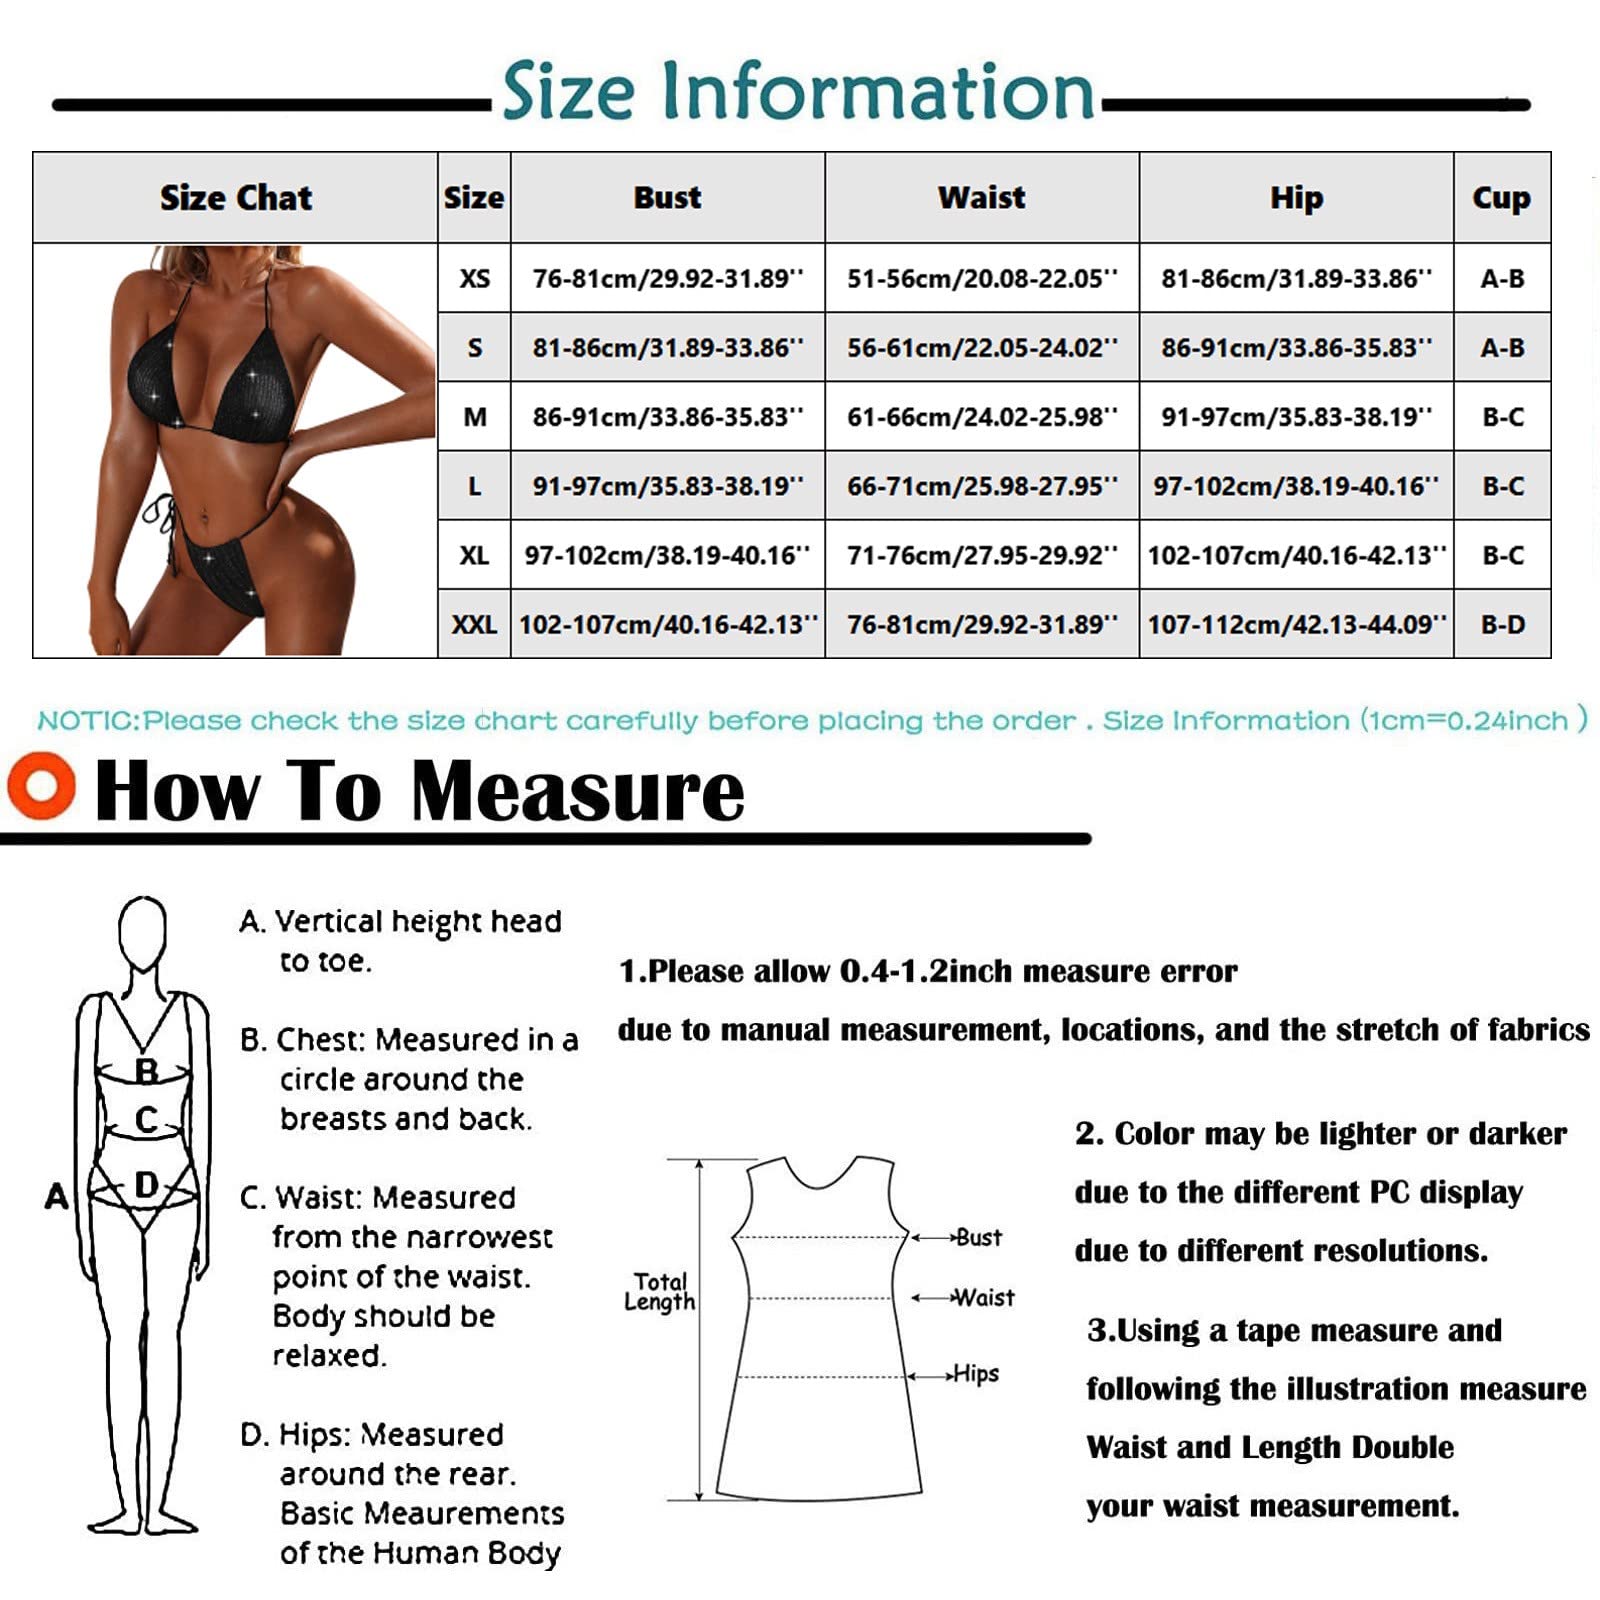 Size Information
Size Chat Size Bust Waist Hip Cup
XS 76-81cm/29.92-31.89'' 51-56cm/20.08-22.05'' 81-86cm/31.89-33.86'' A-B
S 81-86cm/31.89-33.86'' 56-61cm/22.05-24.02'' 86-91cm/33.86-35.83'' A-B
M 86-91cm/33.86-35.83'' 61-66cm/24.02-25.98'' 91-97cm/35.83-38.19'' B-C
L 91-97cm/35.83-38.19'' 66-71cm/25.98-27.95'' 97-102cm/38.19-40.16'' B-C
XL 97-102cm/38.19-40.16'' 71-76cm/27.95-29.92'' 102-107cm/40.16-42.13'' B-C
XXL 102-107cm/40.16-42.13'' 76-81cm/29.92-31.89'' 107-112cm/42.13-44.09'' B-D
NOTIC:Please check the size chart carefully before placing the order . Size Information (1cm=0.24inch )
How To Measure
A
B
C
D
A. Vertical height head
to toe.
B. Chest: Measured in a
circle around the
breasts and back.
C. Waist: Measured
from the narrowest
point of the waist.
Body should be
relaxed.
D. Hips: Measured
around the rear.
Basic Meaurements
of the Human Body
1.Please allow 0.4-1.2inch measure error
due to manual measurement, locations, and the stretch of fabrics
Total
Length
Bust
Waist
Hips
2. Color may be lighter or darker
due to the different PC display
due to different resolutions.
3.Using a tape measure and
following the illustration measure
Waist and Length Double
your waist measurement.